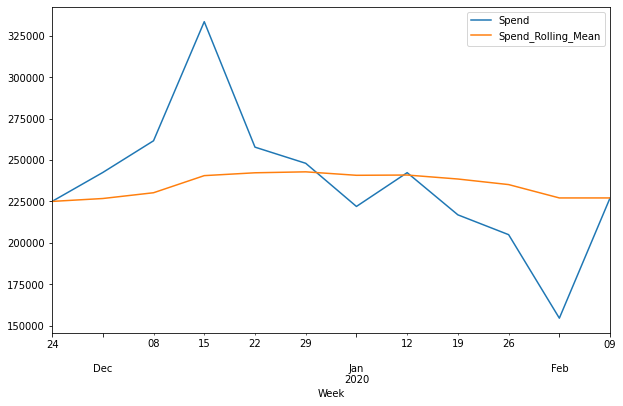 Spend
Spend_Rolling_Mean
325000
300000
275000
250000
225000
200000
175000
150000
24 08 15 22 29 12 19 26 09
Dec Jan Feb
2020
Week